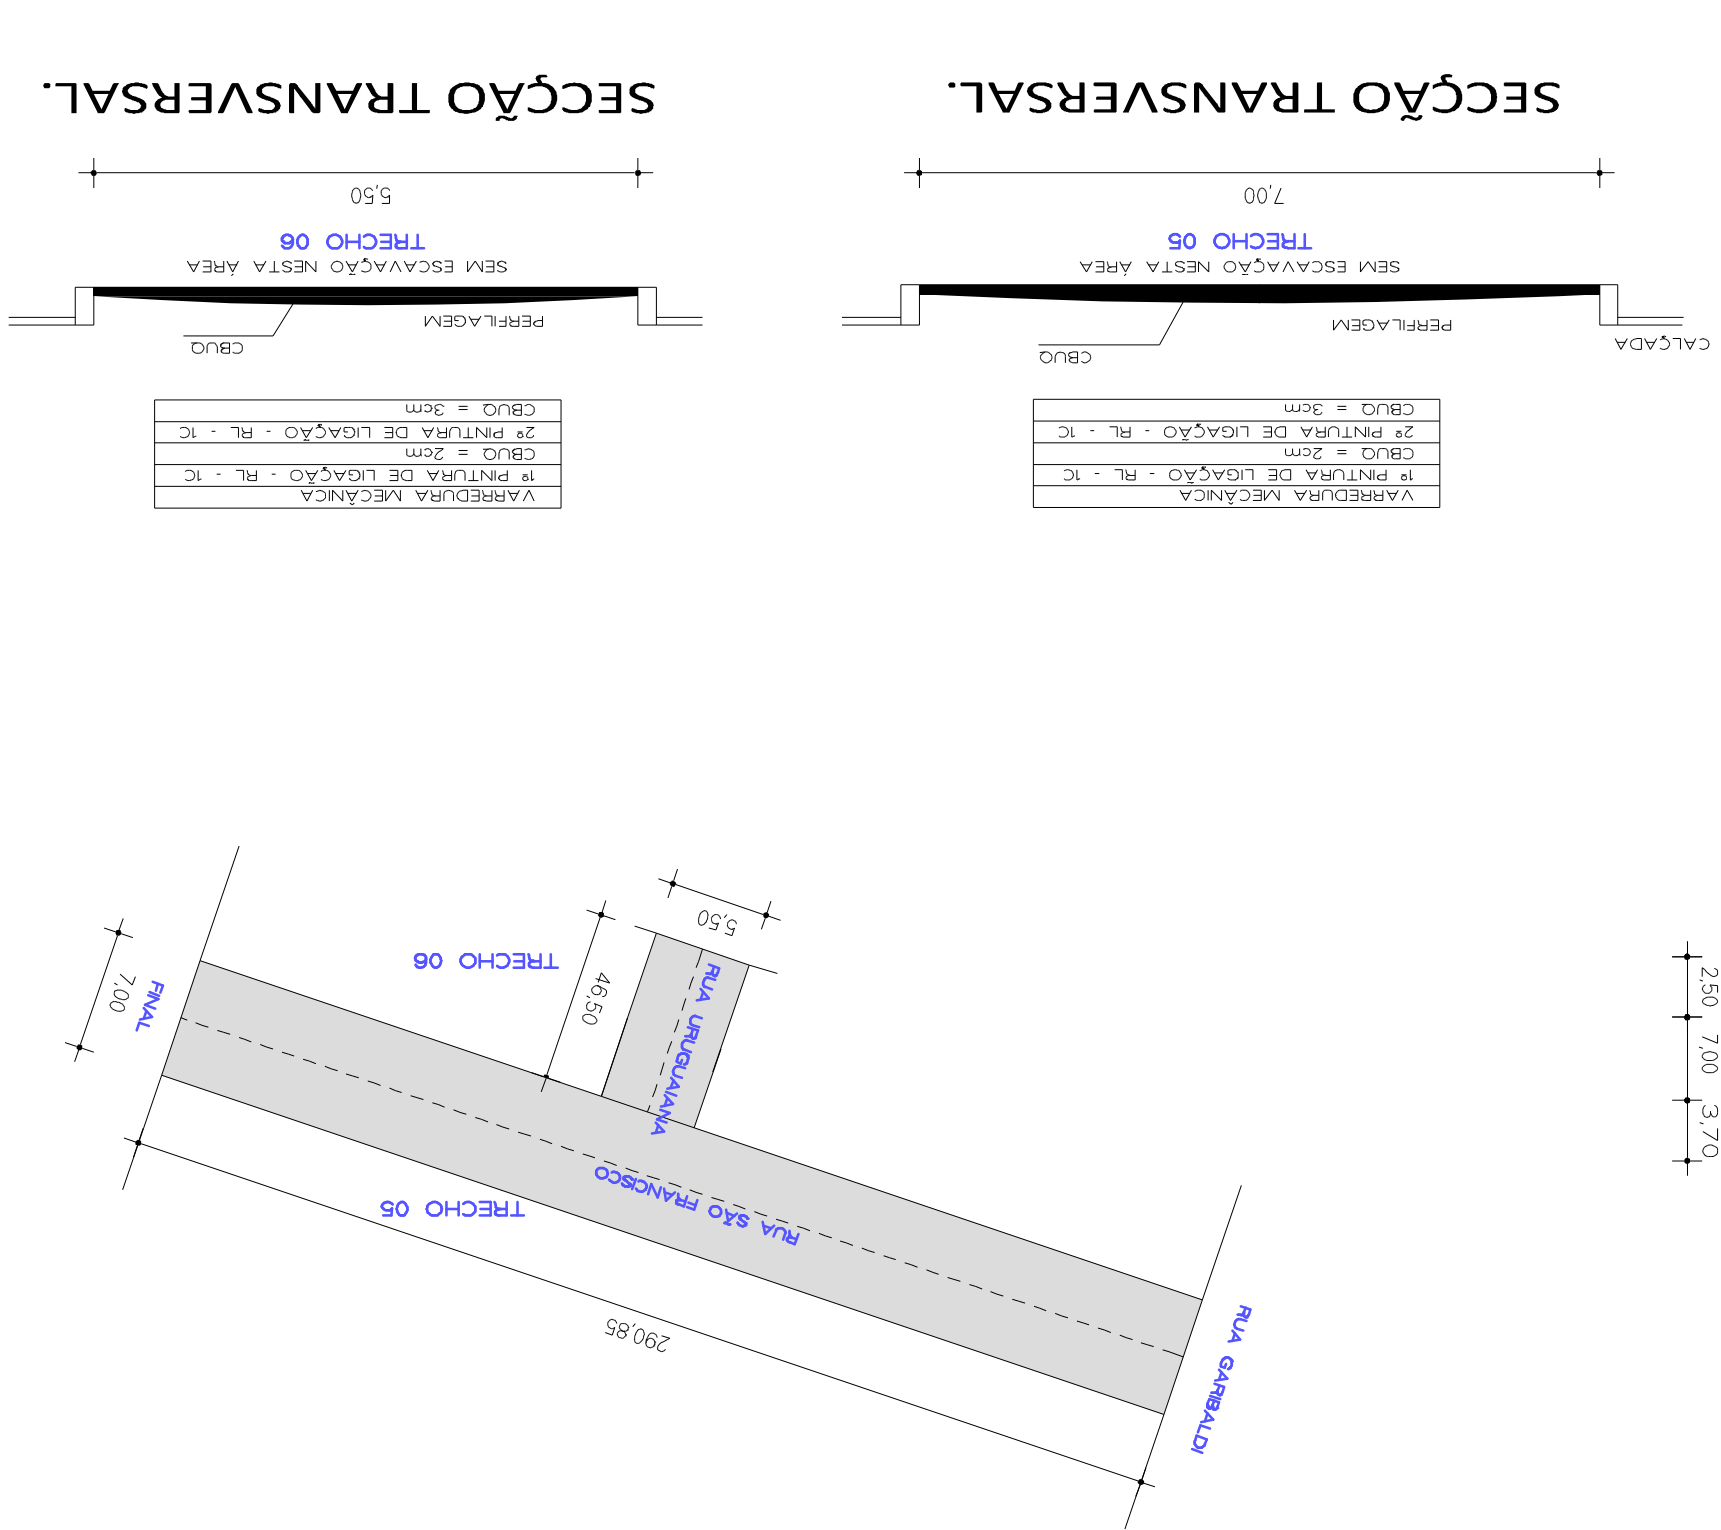 290,85
RUA GARIBALDI
RUA SÃO FRANCISCO
TRECHO 05
3,70
7,00
2,50
RUA URUGUAIANA
46,50
5,50
TRECHO 06
FINAL
7,00
VARREDURA MECÂNICA
1ª PINTURA DE LIGAÇÃO - RL - 1C
CBUQ = 2cm
2ª PINTURA DE LIGAÇÃO - RL - 1C
CBUQ = 3cm
CALÇADA
CBUQ
PERFILAGEM
SEM ESCAVAÇÃO NESTA ÁREA
TRECHO 05
7,00
SECÇÃO TRANSVERSAL.
VARREDURA MECÂNICA
1ª PINTURA DE LIGAÇÃO - RL - 1C
CBUQ = 2cm
2ª PINTURA DE LIGAÇÃO - RL - 1C
CBUQ = 3cm
CBUQ
PERFILAGEM
SEM ESCAVAÇÃO NESTA ÁREA
TRECHO 06
5,50
SECÇÃO TRANSVERSAL.